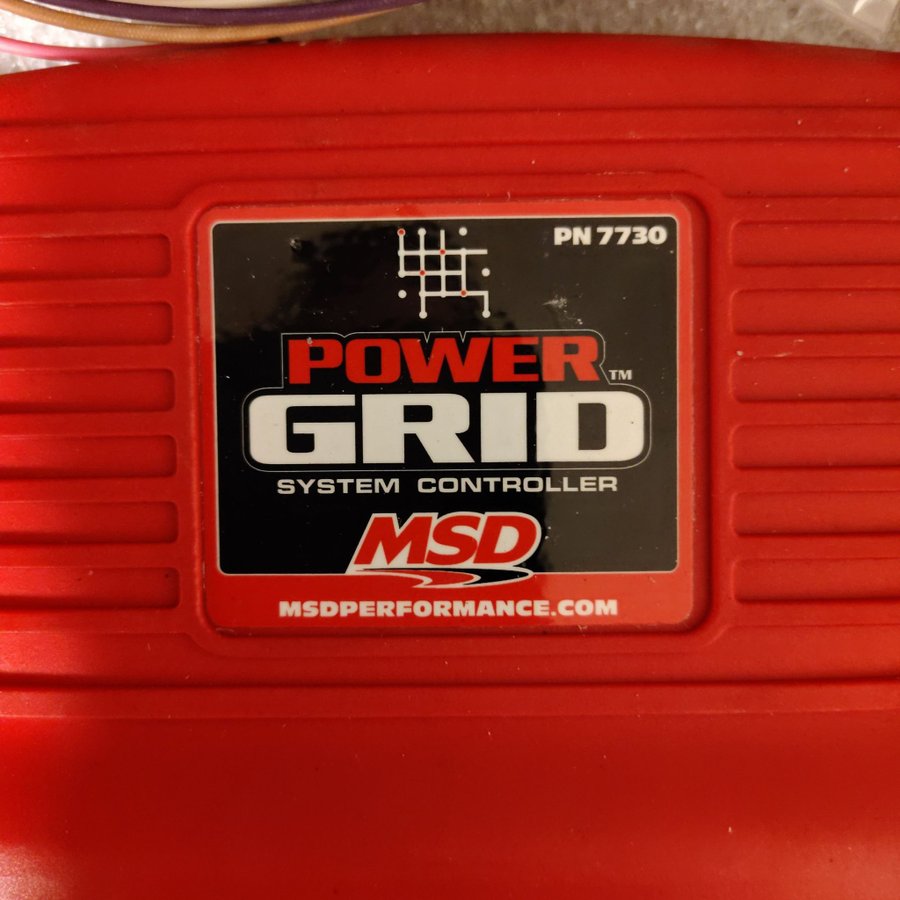 PN 7730
POWER™
GRID
SYSTEM CONTROLLER
MSD
MSDPERFORMANCE.COM